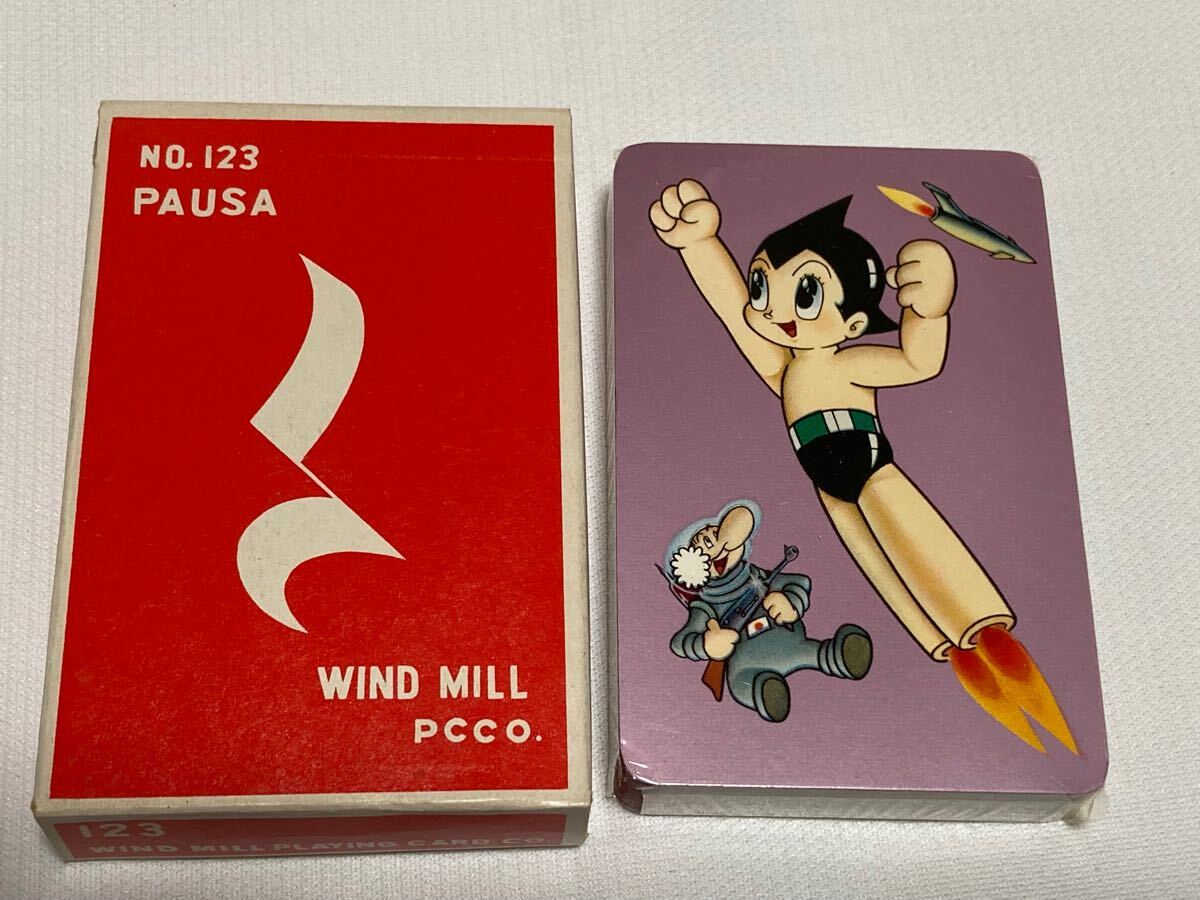 NO. 123
PAUSA
WIND MILL
PCCO.
123
WIND MILL PLAYING CARD CO.